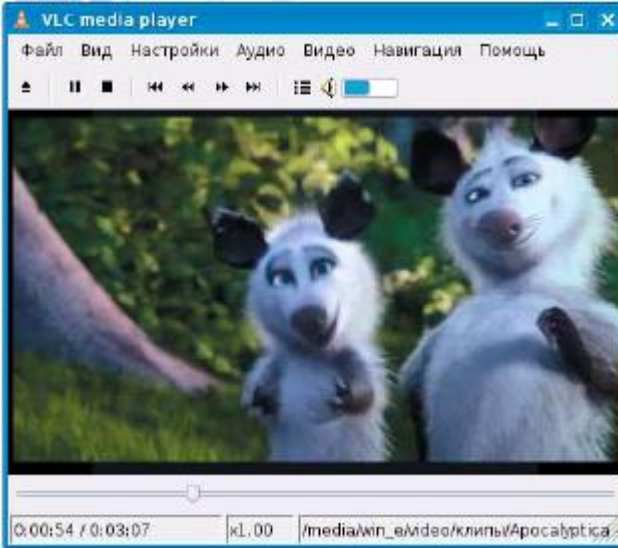 VLC media player
Файл Вид Настройки Аудио Видео Навигация Помощь
0:00:54 / 0:03:07 x1.00 /media/win_e/video/клипы/Apocalyptica